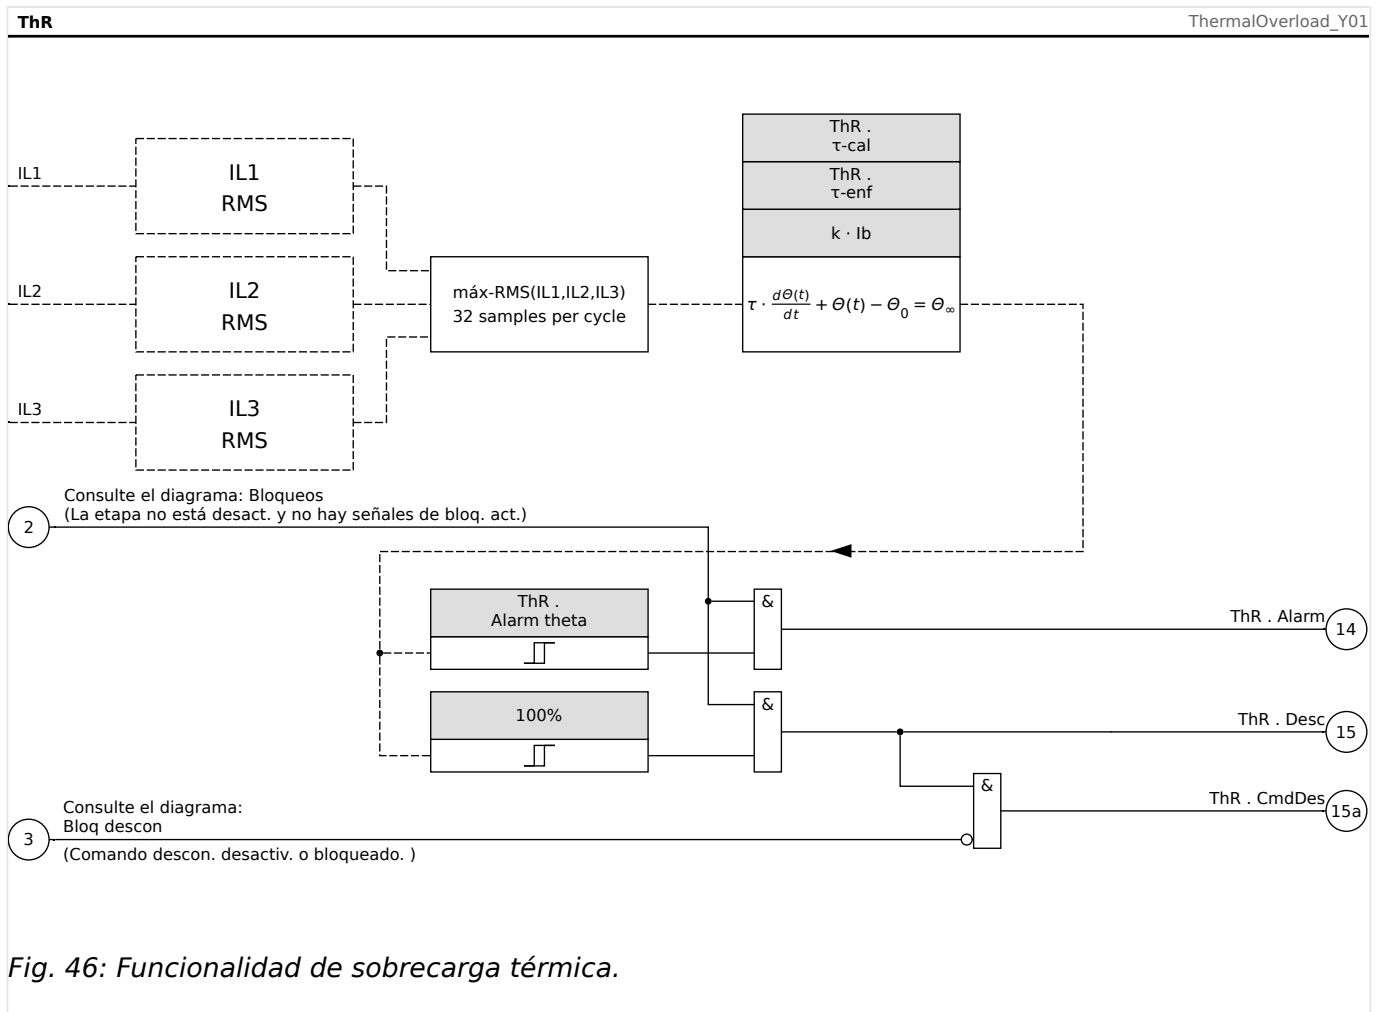 ThR
ThermalOverload_Y01
ThR .
τ-cal
ThR .
τ-enf
k · Ib
IL1
IL1
RMS
IL2
IL2
RMS
máx-RMS(IL1,IL2,IL3)
32 samples per cycle
τ · dΘ(t)/dt + Θ(t) − Θ₀ = Θ∞
IL3
IL3
RMS
Consulte el diagrama: Bloqueos
(La etapa no está desact. y no hay señales de bloq. act.)
2
ThR .
Alarm theta
&
ThR . Alarm
14
100%
&
ThR . Desc
15
&
ThR . CmdDes
15a
Consulte el diagrama:
Bloq descon
3
(Comando descon. desactiv. o bloqueado. )
Fig. 46: Funcionalidad de sobrecarga térmica.